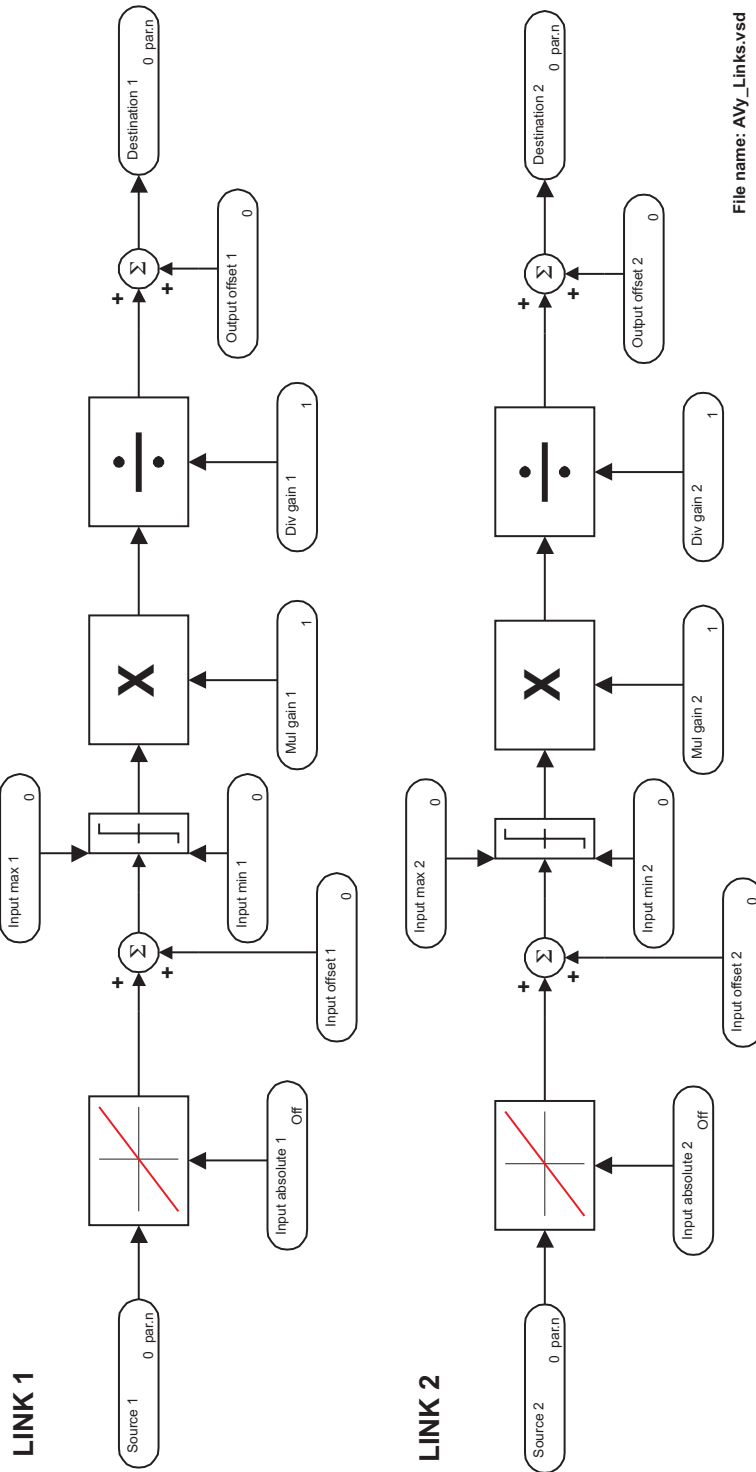 LINK 1
Source 1
0 par.n
Input absolute 1
Off
+
+
Σ
Input offset 1
0
Input max 1
0
Input min 1
0
X
Mul gain 1
1
÷
Div gain 1
1
+
+
Σ
Output offset 1
0
Destination 1
0 par.n
LINK 2
Source 2
0 par.n
Input absolute 2
Off
+
+
Σ
Input offset 2
0
Input max 2
0
Input min 2
0
X
Mul gain 2
1
÷
Div gain 2
1
+
+
Σ
Output offset 2
0
Destination 2
0 par.n
File name: AVy_Links.vsd